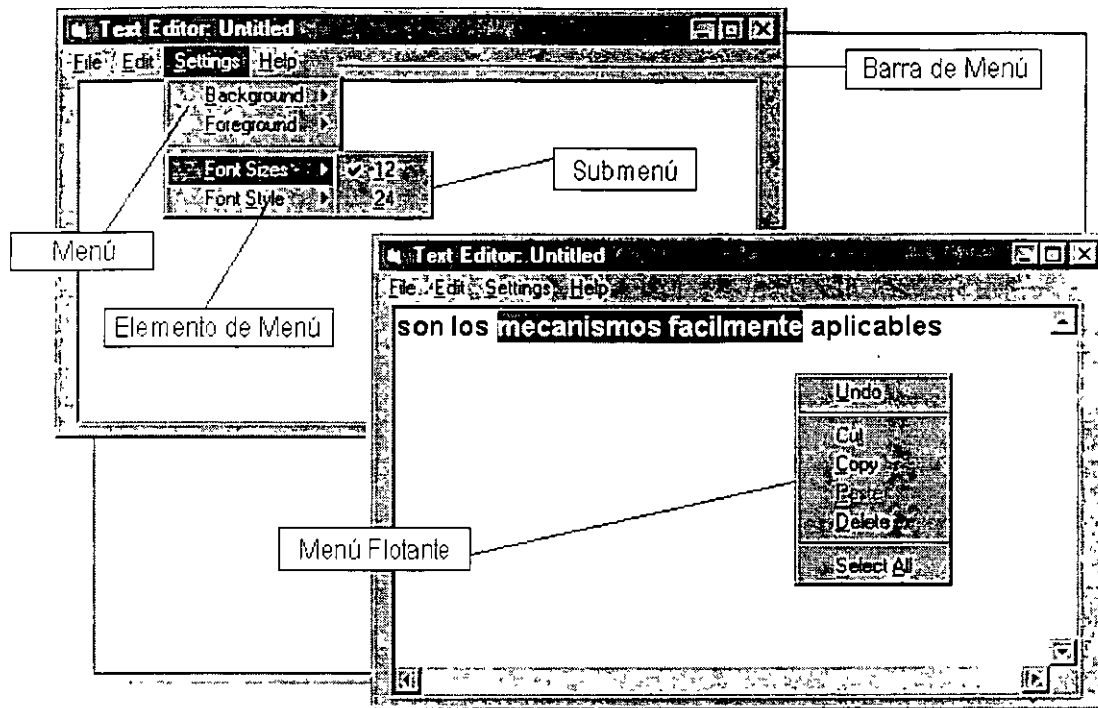 Text Editor: Untitled
File Edit Settings Help
Barra de Menú
Background
Foreground
Font Sizes
12
Submenú
Font Style
24
Menú
Elemento de Menú
Text Editor: Untitled
File Edit Settings Help
son los mecanismos facilmente aplicables
Undo
Cut
Copy
Paste
Delete
Menú Flotante
Select All